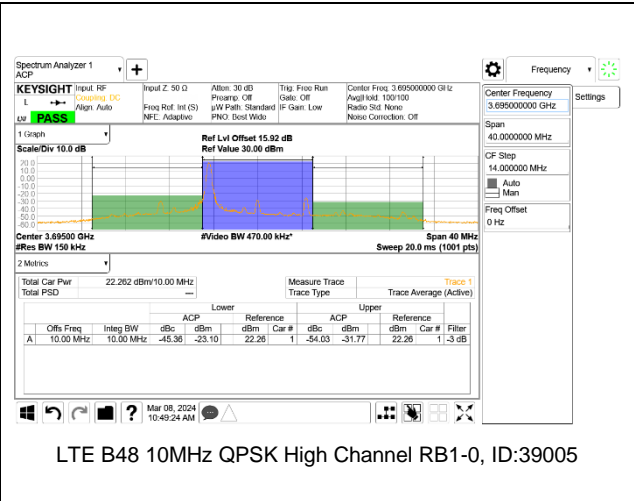 Spectrum Analyzer 1
ACP
Frequency
KEYSIGHT Input: RF
Coupling: DC
Align: Auto
Input Z: 50 Ω
Freq Ref: Int (S)
NFE: Adaptive
Atten: 30 dB
Preamp: Off
µW Path: Standard
PNO: Best Wide
Trig: Free Run
Gate: Off
IF Gain: Low
Center Freq: 3.695000000 GHz
Avg|Hold: 100/100
Radio Std: None
Noise Correction: Off
L
PASS
Center Frequency
3.695000000 GHz
Settings
Span
40.0000000 MHz
CF Step
14.000000 MHz
Auto
Man
Freq Offset
0 Hz
1 Graph
Scale/Div 10.0 dB
Ref Lvl Offset 15.92 dB
Ref Value 30.00 dBm
20.0
10.0
0.00
-10.0
-20.0
-30.0
-40.0
-50.0
-60.0
Center 3.69500 GHz
#Video BW 470.00 kHz*
Span 40 MHz
#Res BW 150 kHz
Sweep 20.0 ms (1001 pts)
2 Metrics
Total Car Pwr 22.262 dBm/10.00 MHz Measure Trace Trace 1
Total PSD --- Trace Type Trace Average (Active)
Lower Upper
ACP Reference ACP Reference
Offs Freq Integ BW dBc dBm dBm Car # dBc dBm dBm Car # Filter
A 10.00 MHz 10.00 MHz -45.36 -23.10 22.26 1 -54.03 -31.77 22.26 1 -3 dB
?
Mar 08, 2024
10:49:24 AM
LTE B48 10MHz QPSK High Channel RB1-0, ID:39005